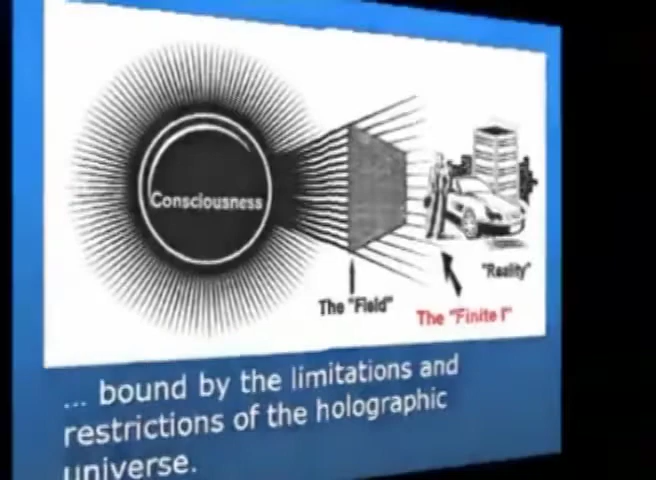 Consciousness
The "Field"
The "Finite I"
"Reality"
... bound by the limitations and
restrictions of the holographic
universe.